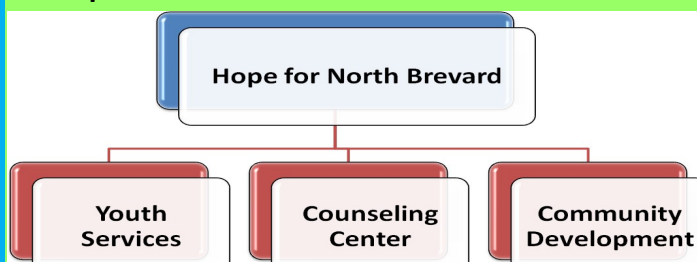 Hope for North Brevard
Youth
Services
Counseling
Center
Community
Development